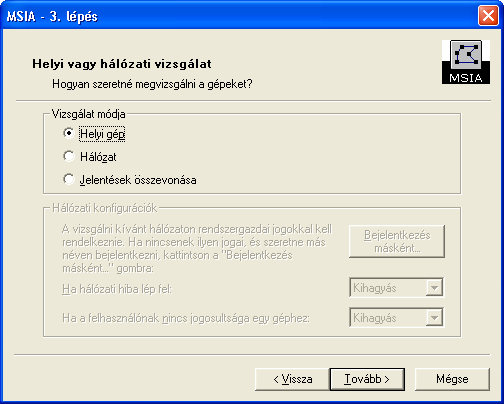 MSIA - 3. lépés
Helyi vagy hálózati vizsgálat
Hogyan szeretné megvizsgálni a gépeket?
MSIA
Vizsgálat módja
Helyi gép
Hálózat
Jelentések összevonása
Hálózati konfigurációk
A vizsgálni kívánt hálózaton rendszergazdai jogokkal kell
rendelkeznie. Ha nincsenek ilyen jogai, és szeretne más
néven bejelentkezni, kattintson a "Bejelentkezés
másként..." gombra:
Bejelentkezés
másként...
Ha hálózati hiba lép fel:
Kihagyás
Ha a felhasználónak nincs jogosultsága egy géphez:
Kihagyás
< Vissza
Tovább >
Mégse